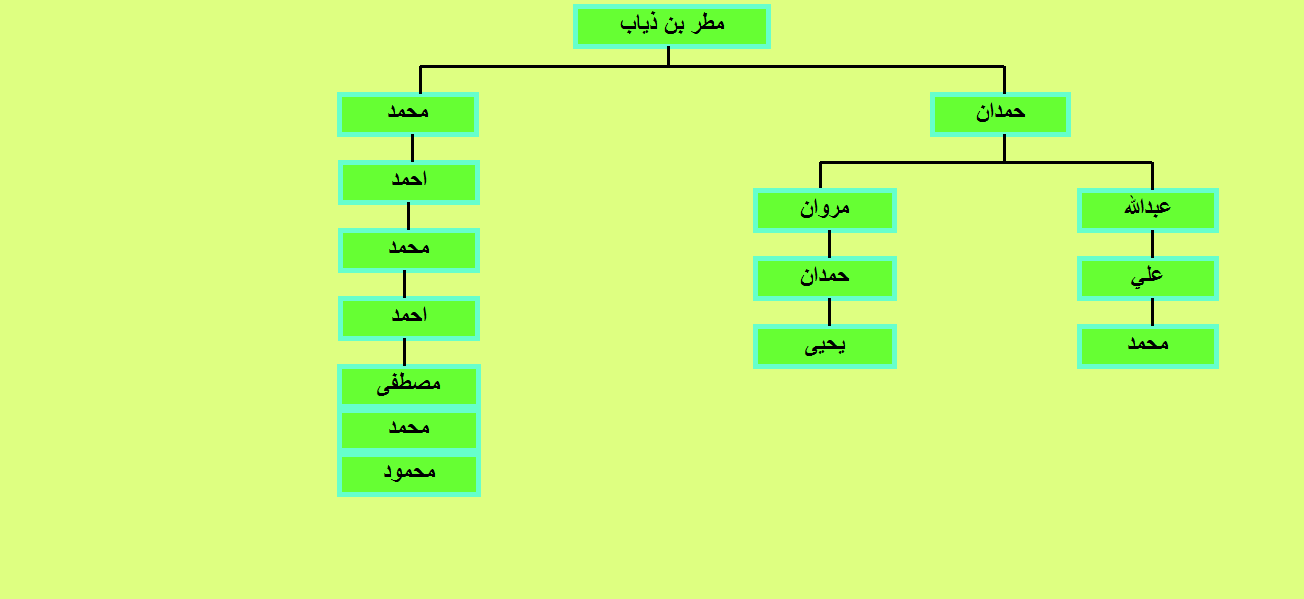 مطر بن ذياب
حمدان
محمد
عبدالله
مروان
احمد
علي
حمدان
محمد
محمد
يحيى
احمد
مصطفى
محمد
محمود